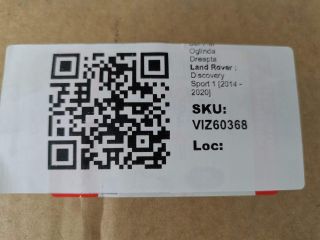 Oglinda
Dreapta
Land Rover :
Discovery
Sport 1 [2014 -
2020]
SKU:
VIZ60368
Loc: